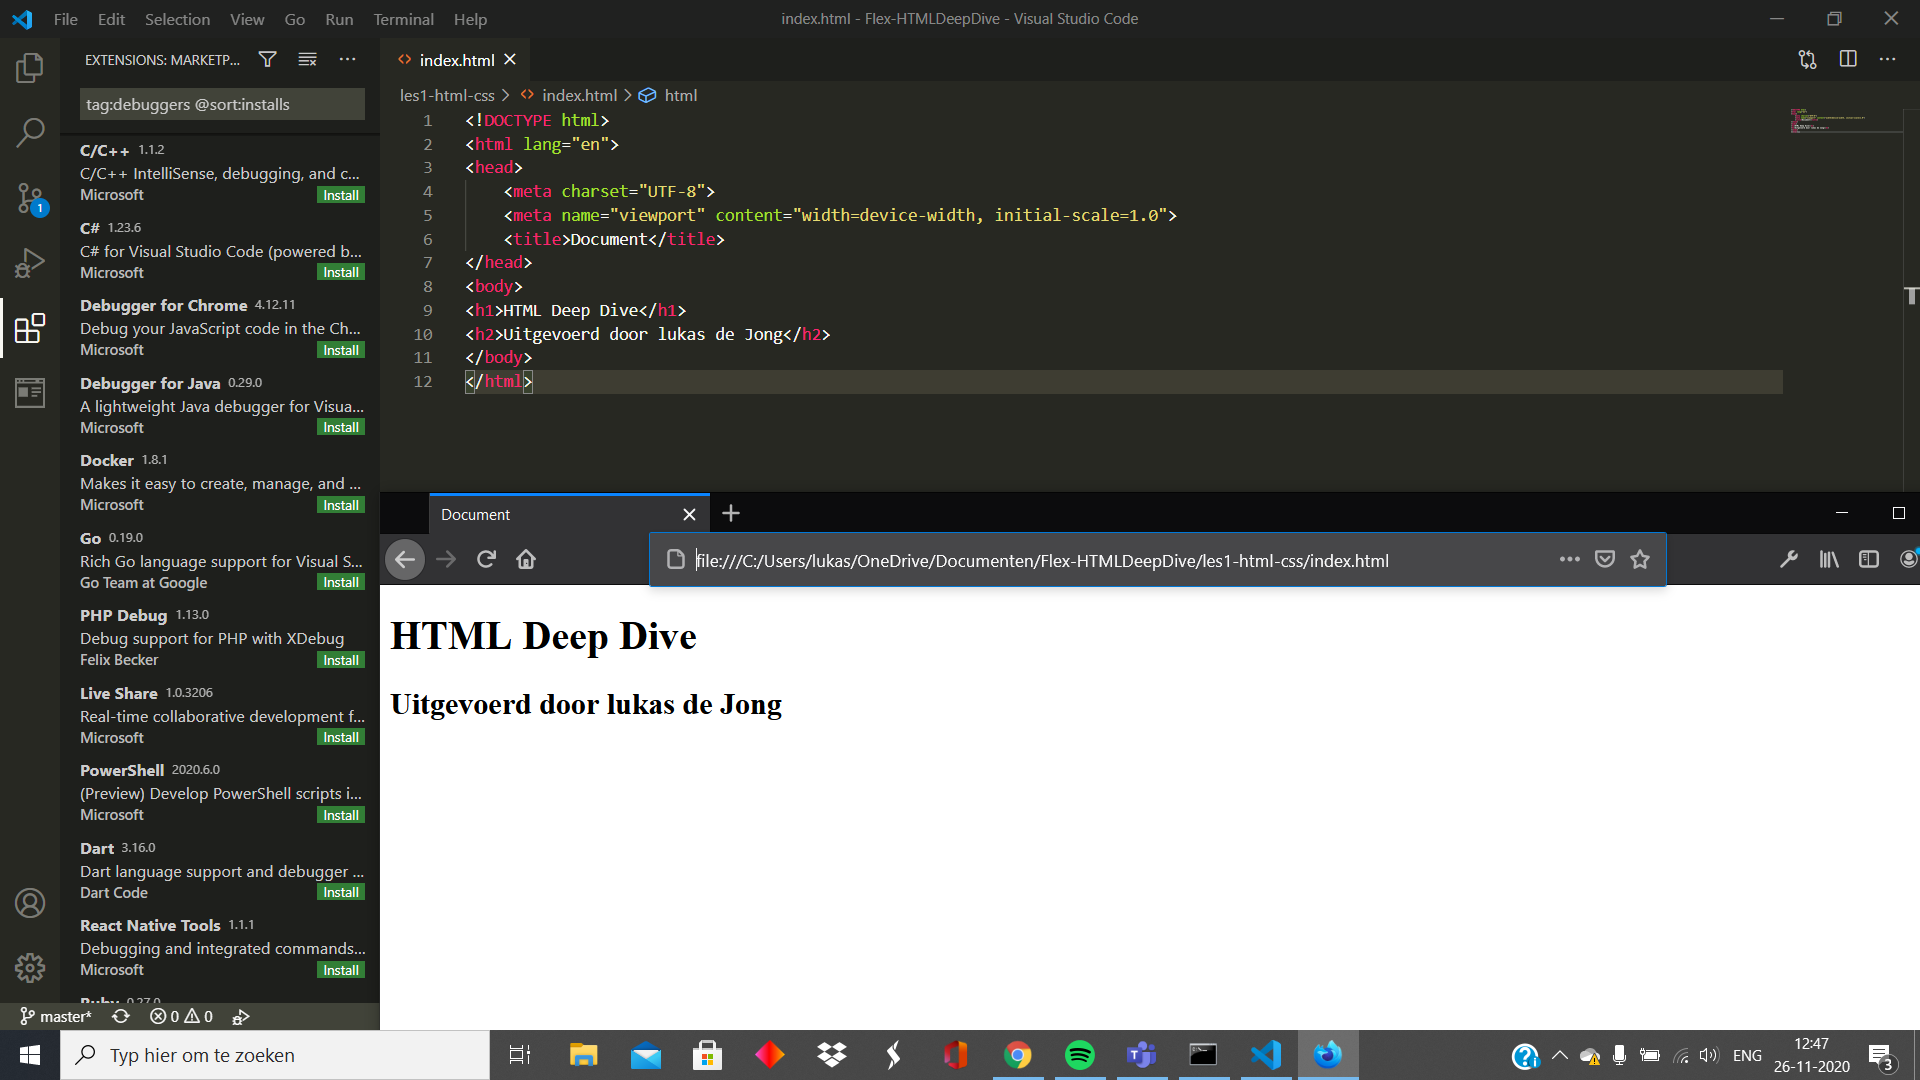 File Edit Selection View Go Run Terminal Help
index.html - Flex-HTMLDeepDive - Visual Studio Code
EXTENSIONS: MARKETP...
tag:debuggers @sort:installs
C/C++ 1.1.2
C/C++ IntelliSense, debugging, and c...
Microsoft Install
C# 1.23.6
C# for Visual Studio Code (powered b...
Microsoft Install
Debugger for Chrome 4.12.11
Debug your JavaScript code in the Ch...
Microsoft Install
Debugger for Java 0.29.0
A lightweight Java debugger for Visua...
Microsoft Install
Docker 1.8.1
Makes it easy to create, manage, and ...
Microsoft Install
Go 0.19.0
Rich Go language support for Visual S...
Go Team at Google Install
PHP Debug 1.13.0
Debug support for PHP with XDebug
Felix Becker Install
Live Share 1.0.3206
Real-time collaborative development f...
Microsoft Install
PowerShell 2020.6.0
(Preview) Develop PowerShell scripts i...
Microsoft Install
Dart 3.16.0
Dart language support and debugger ...
Dart Code Install
React Native Tools 1.1.1
Debugging and integrated commands...
Microsoft Install
Ruby 0.27.0
1
master* 0 0
index.html
les1-html-css > index.html > html
1 <!DOCTYPE html>
2 <html lang="en">
3 <head>
4 <meta charset="UTF-8">
5 <meta name="viewport" content="width=device-width, initial-scale=1.0">
6 <title>Document</title>
7 </head>
8 <body>
9 <h1>HTML Deep Dive</h1>
10 <h2>Uitgevoerd door lukas de Jong</h2>
11 </body>
12 </html>
Document
file:///C:/Users/lukas/OneDrive/Documenten/Flex-HTMLDeepDive/les1-html-css/index.html
HTML Deep Dive
Uitgevoerd door lukas de Jong
Typ hier om te zoeken
ENG
12:47
26-11-2020
3